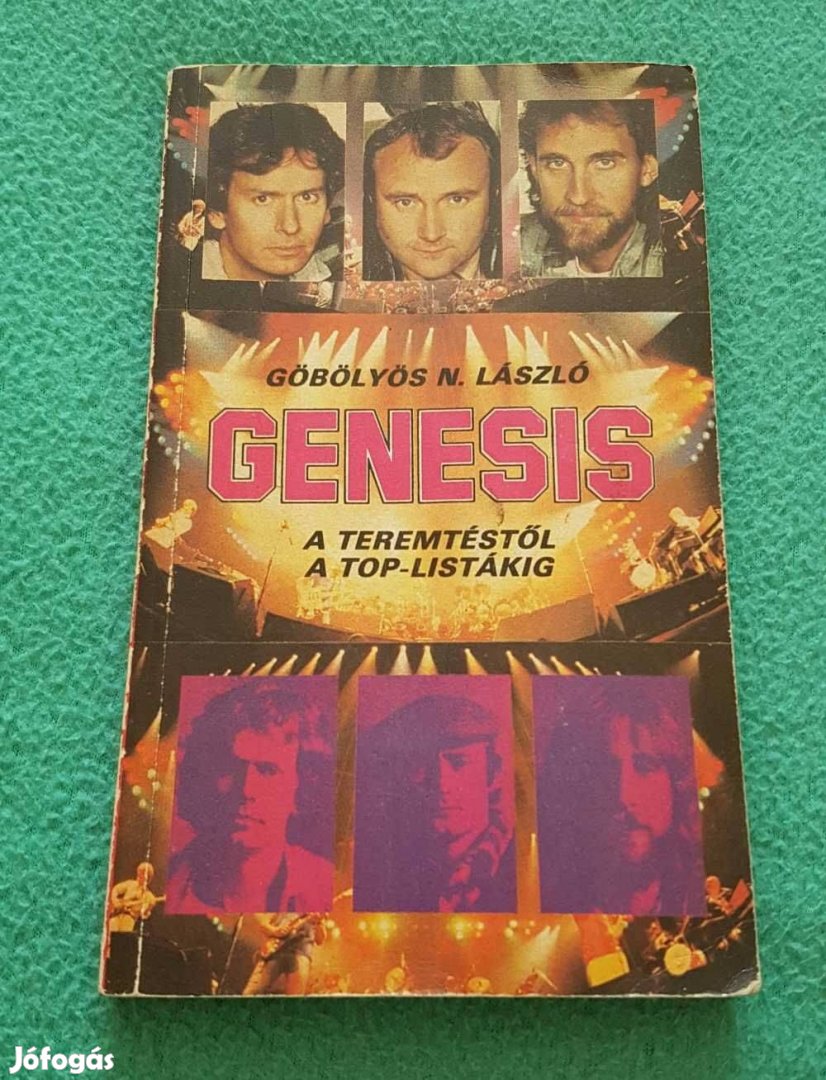 GÖBÖLYÖS N. LÁSZLÓ
GENESIS
A TEREMTÉSTŐL
A TOP-LISTÁKIG
Jófogás